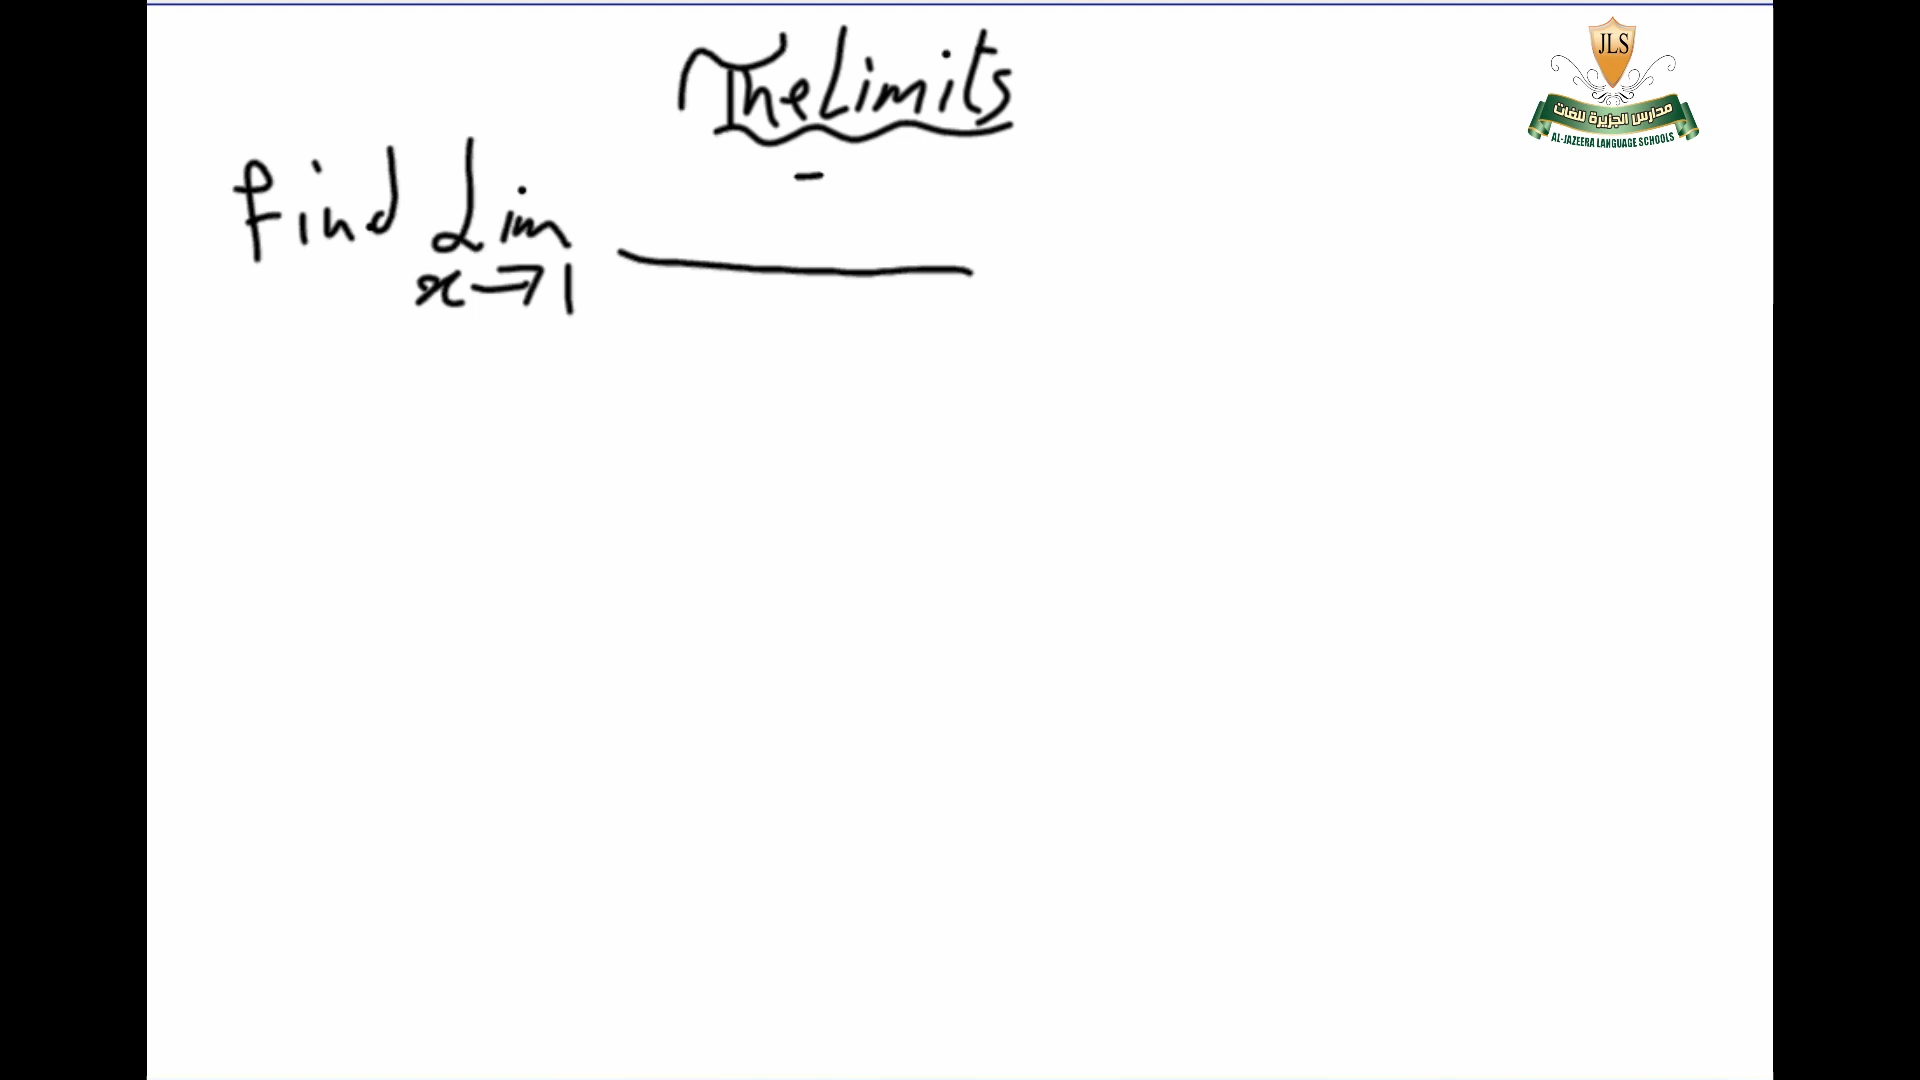 The Limits
JLS
مدارس الجزيرة للغات
AL-JAZEERA LANGUAGE SCHOOLS
find Lim
x→1